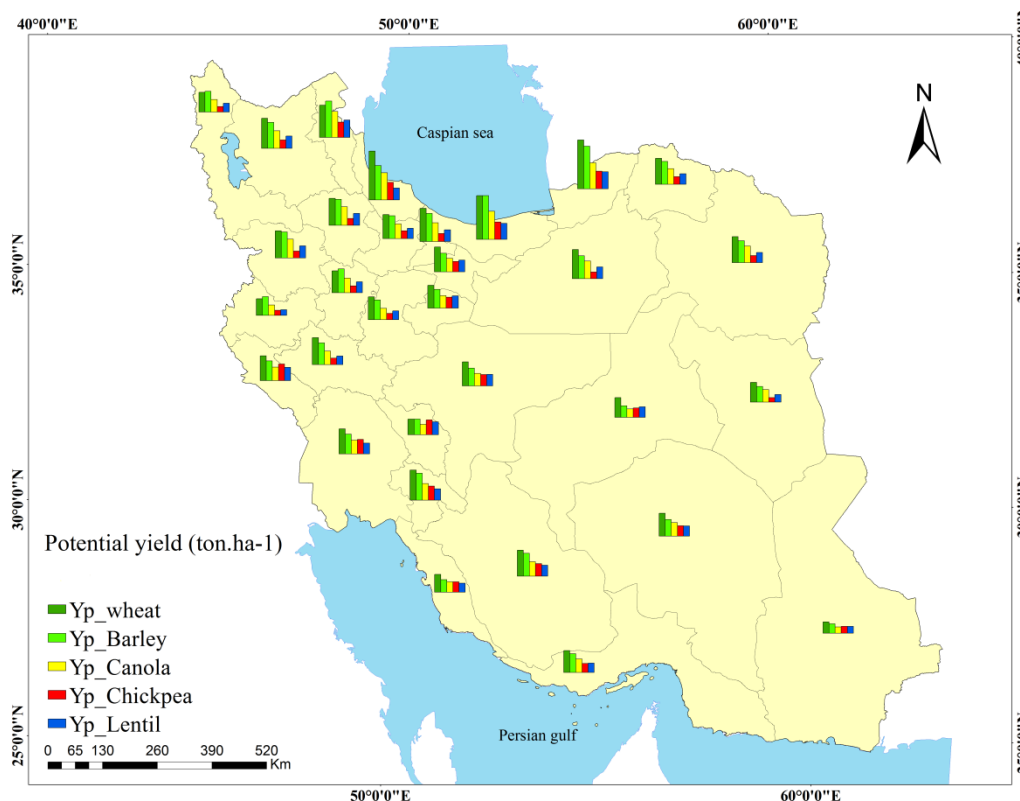 40°0'0"E 50°0'0"E 60°0'0"E
N
Caspian sea
35°0'0"N
30°0'0"N
Potential yield (ton.ha-1)
Yp_wheat
Yp_Barley
Yp_Canola
Yp_Chickpea
Yp_Lentil
25°0'0"N
Persian gulf
0 65 130 260 390 520
Km
50°0'0"E 60°0'0"E